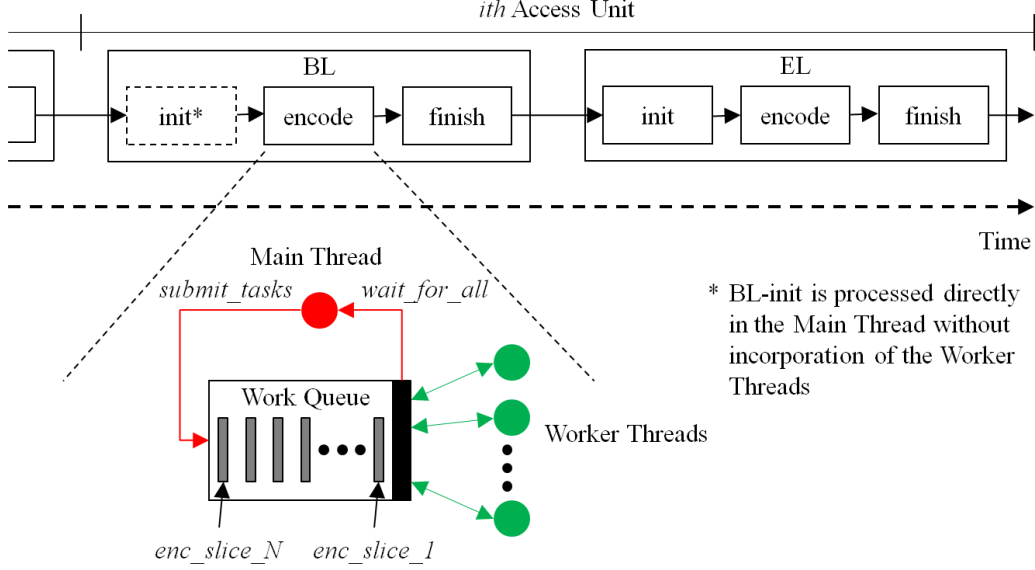 ith Access Unit
BL
EL
init*
encode
finish
init
encode
finish
Time
Main Thread
submit_tasks
wait_for_all
* BL-init is processed directly
in the Main Thread without
incorporation of the Worker
Threads
Work Queue
Worker Threads
enc_slice_N
enc_slice_1